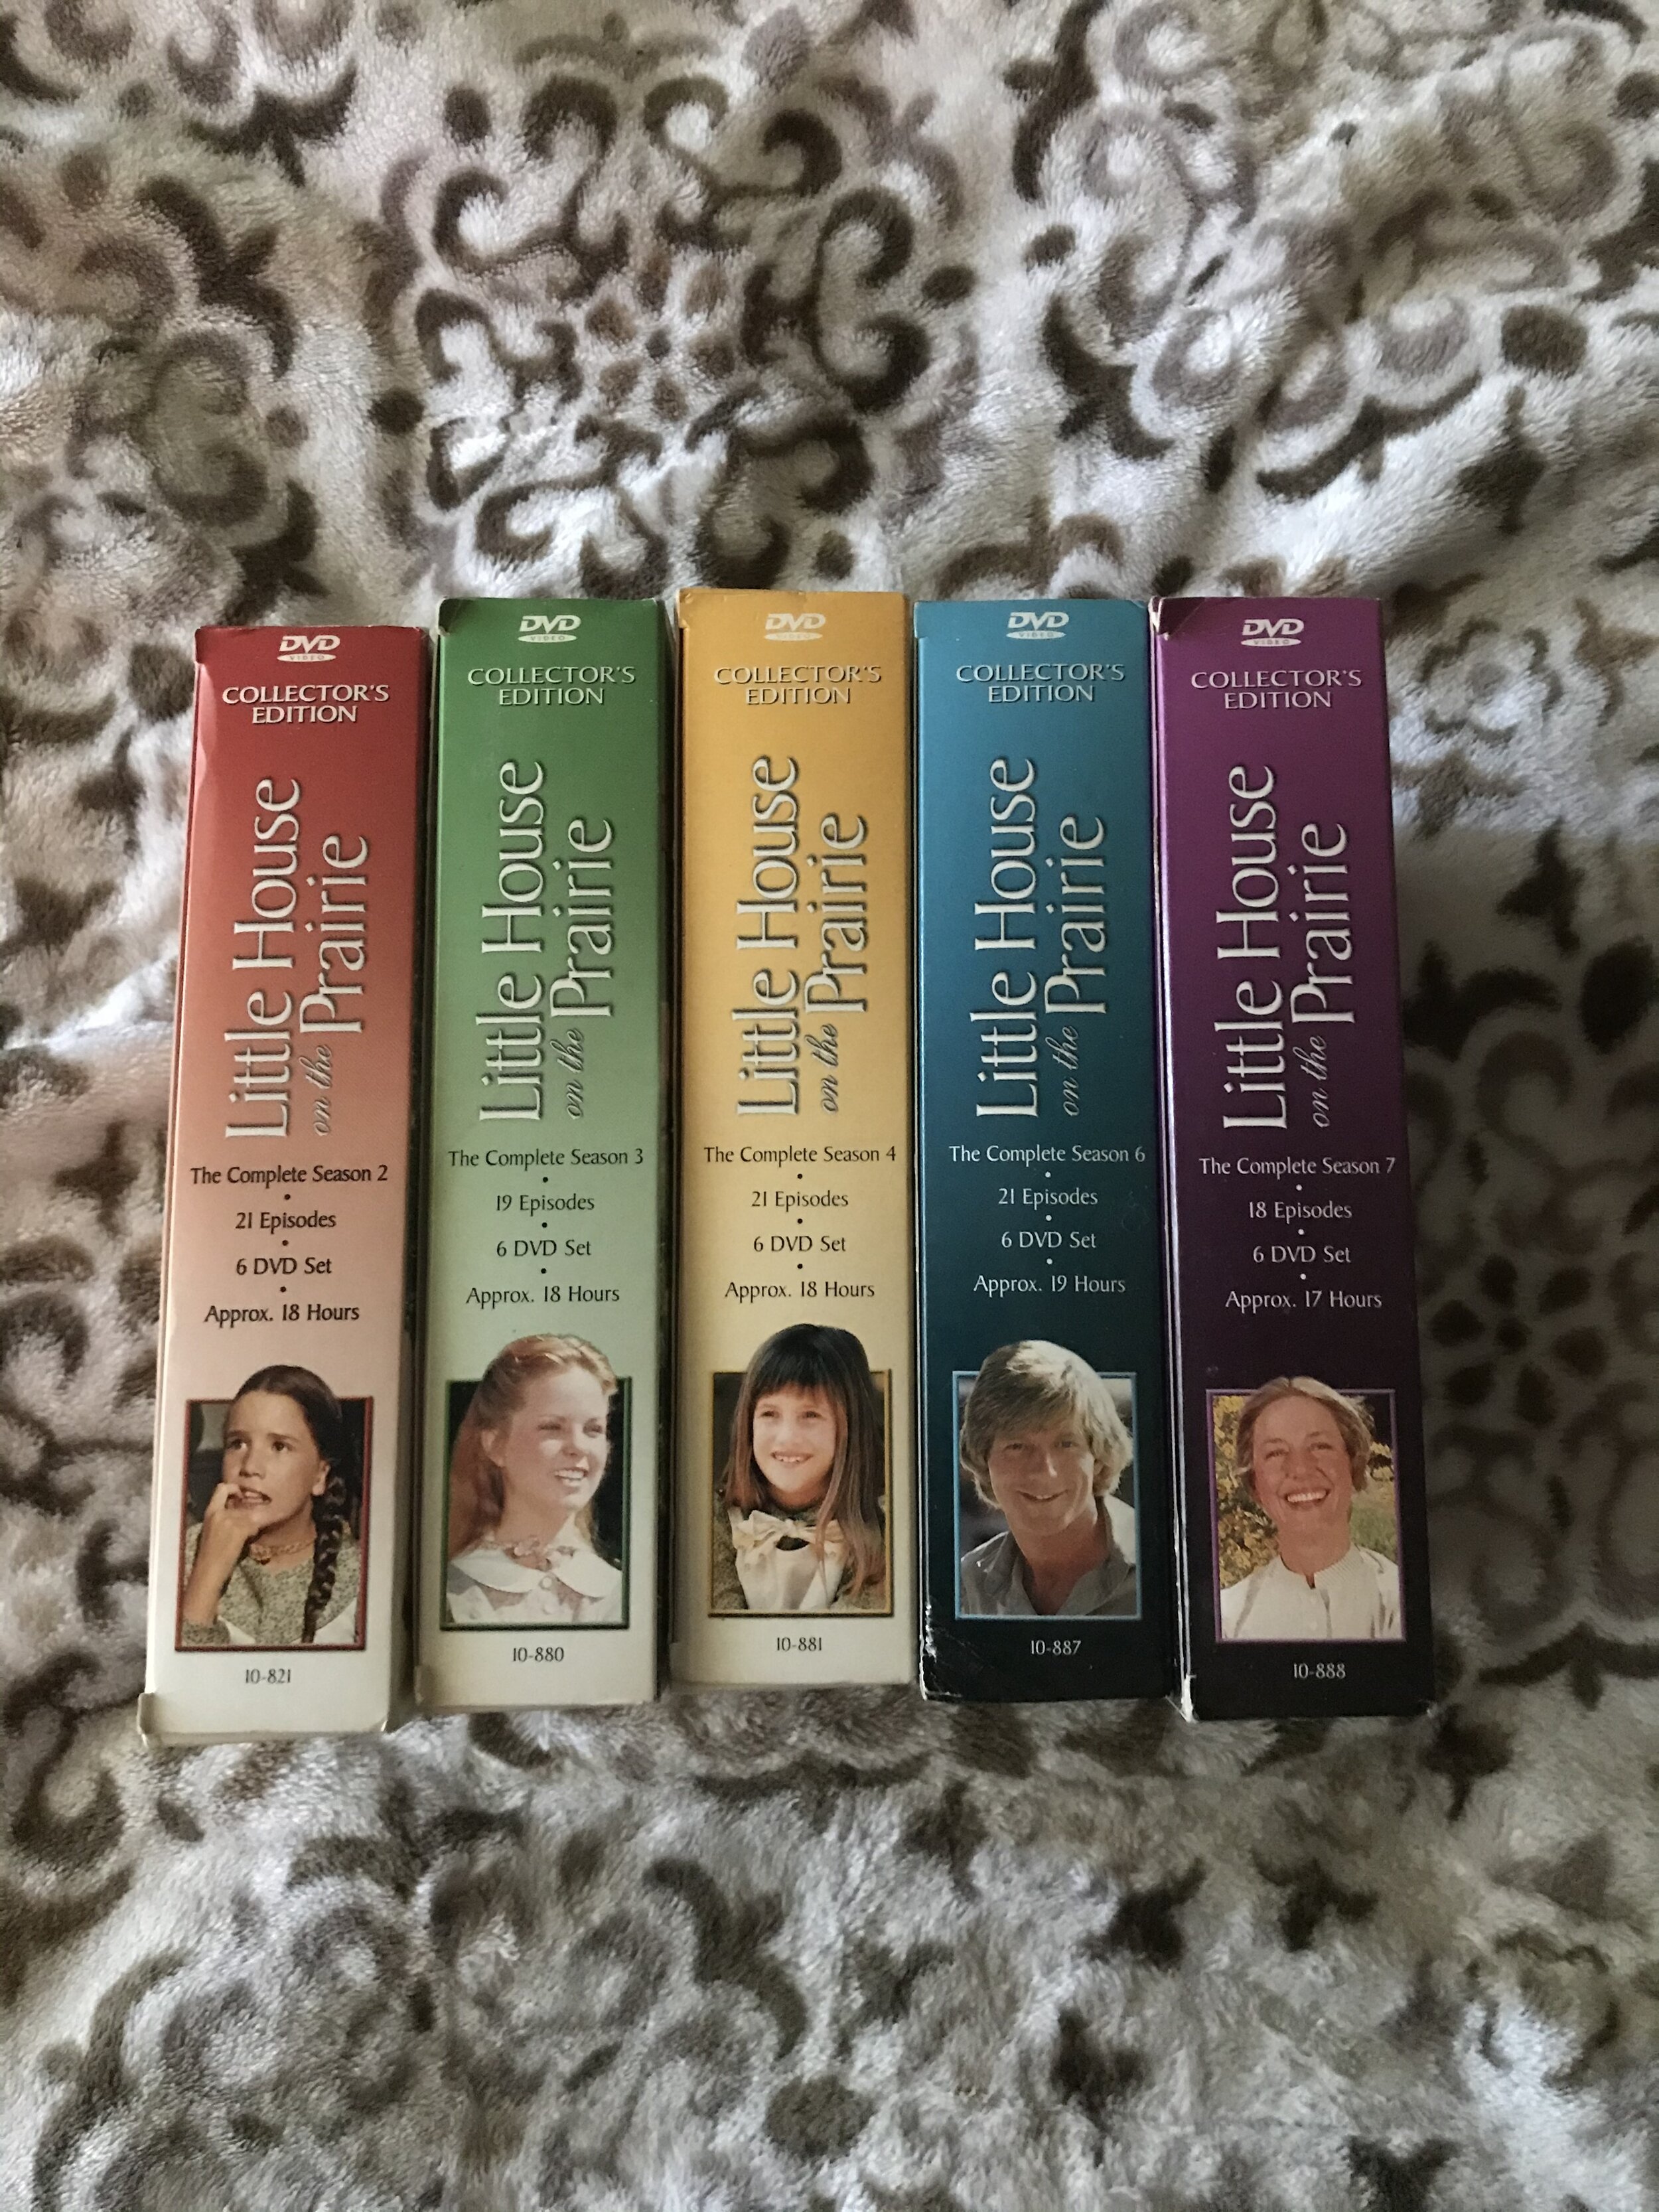 DVD
VIDEO
COLLECTOR'S
EDITION
Little House
on the Prairie
The Complete Season 2
•
21 Episodes
•
6 DVD Set
•
Approx. 18 Hours
10-821
DVD
VIDEO
COLLECTOR'S
EDITION
Little House
on the Prairie
The Complete Season 3
•
19 Episodes
•
6 DVD Set
•
Approx. 18 Hours
10-880
DVD
VIDEO
COLLECTOR'S
EDITION
Little House
on the Prairie
The Complete Season 4
•
21 Episodes
•
6 DVD Set
•
Approx. 18 Hours
10-881
DVD
VIDEO
COLLECTOR'S
EDITION
Little House
on the Prairie
The Complete Season 6
•
21 Episodes
•
6 DVD Set
•
Approx. 19 Hours
10-887
DVD
VIDEO
COLLECTOR'S
EDITION
Little House
on the Prairie
The Complete Season 7
•
18 Episodes
•
6 DVD Set
•
Approx. 17 Hours
10-888